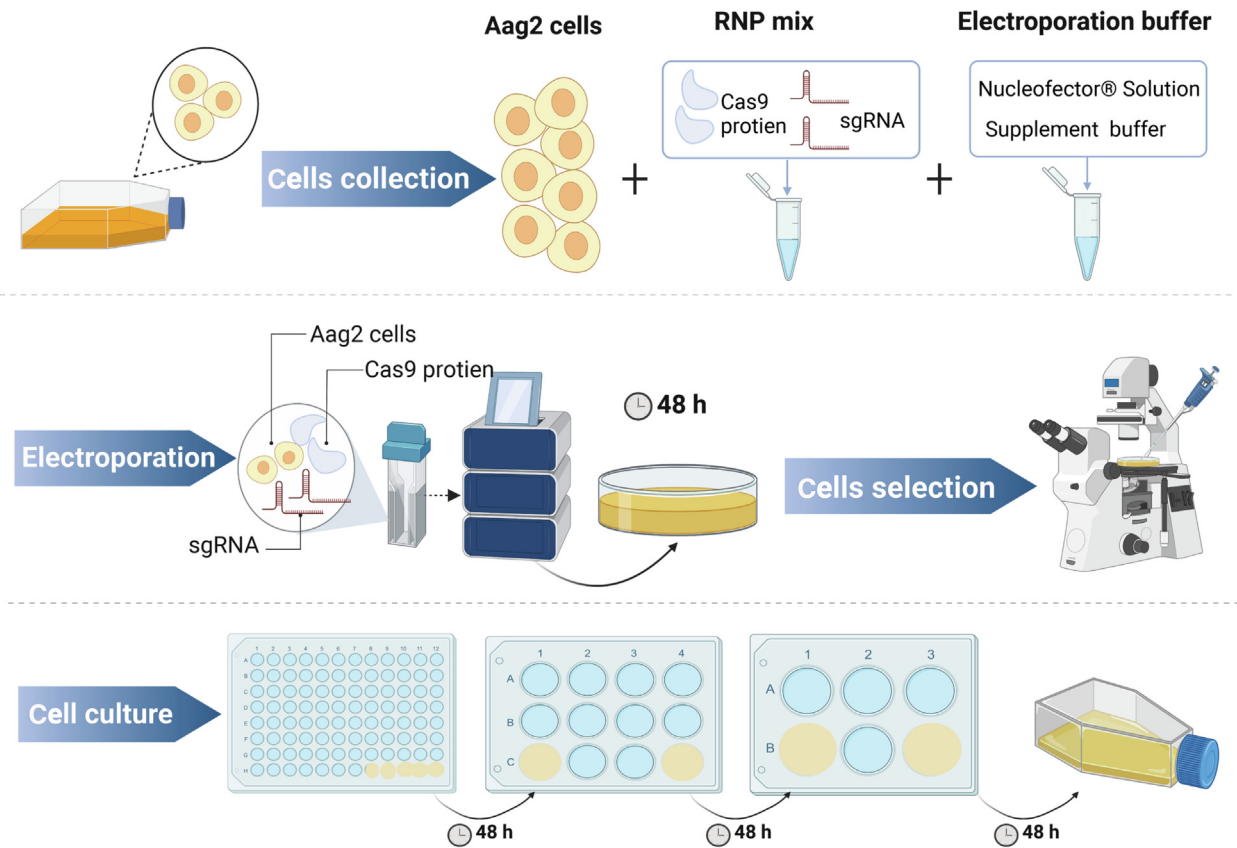 Aag2 cells
RNP mix
Electroporation buffer
Cells collection
+
Cas9
protien
sgRNA
+
Nucleofector® Solution
Supplement buffer
Electroporation
Aag2 cells
Cas9 protien
sgRNA
48 h
Cells selection
Cell culture
1 2 3 4 5 6 7 8 9 10 11 12
A
B
C
D
E
F
G
H
1 2 3 4
A
B
C
1 2 3
A
B
48 h
48 h
48 h